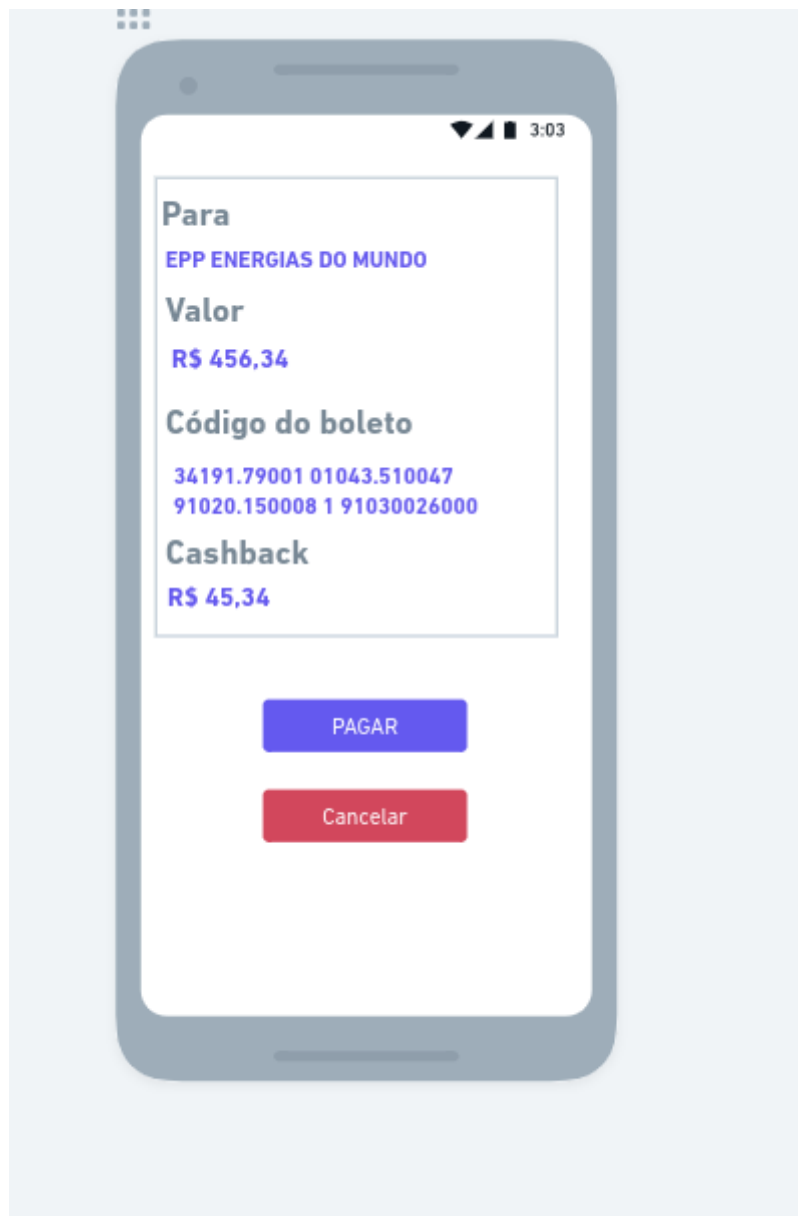 3:03
Para
EPP ENERGIAS DO MUNDO
Valor
R$ 456,34
Código do boleto
34191.79001 01043.510047
91020.150008 1 91030026000
Cashback
R$ 45,34
PAGAR
Cancelar